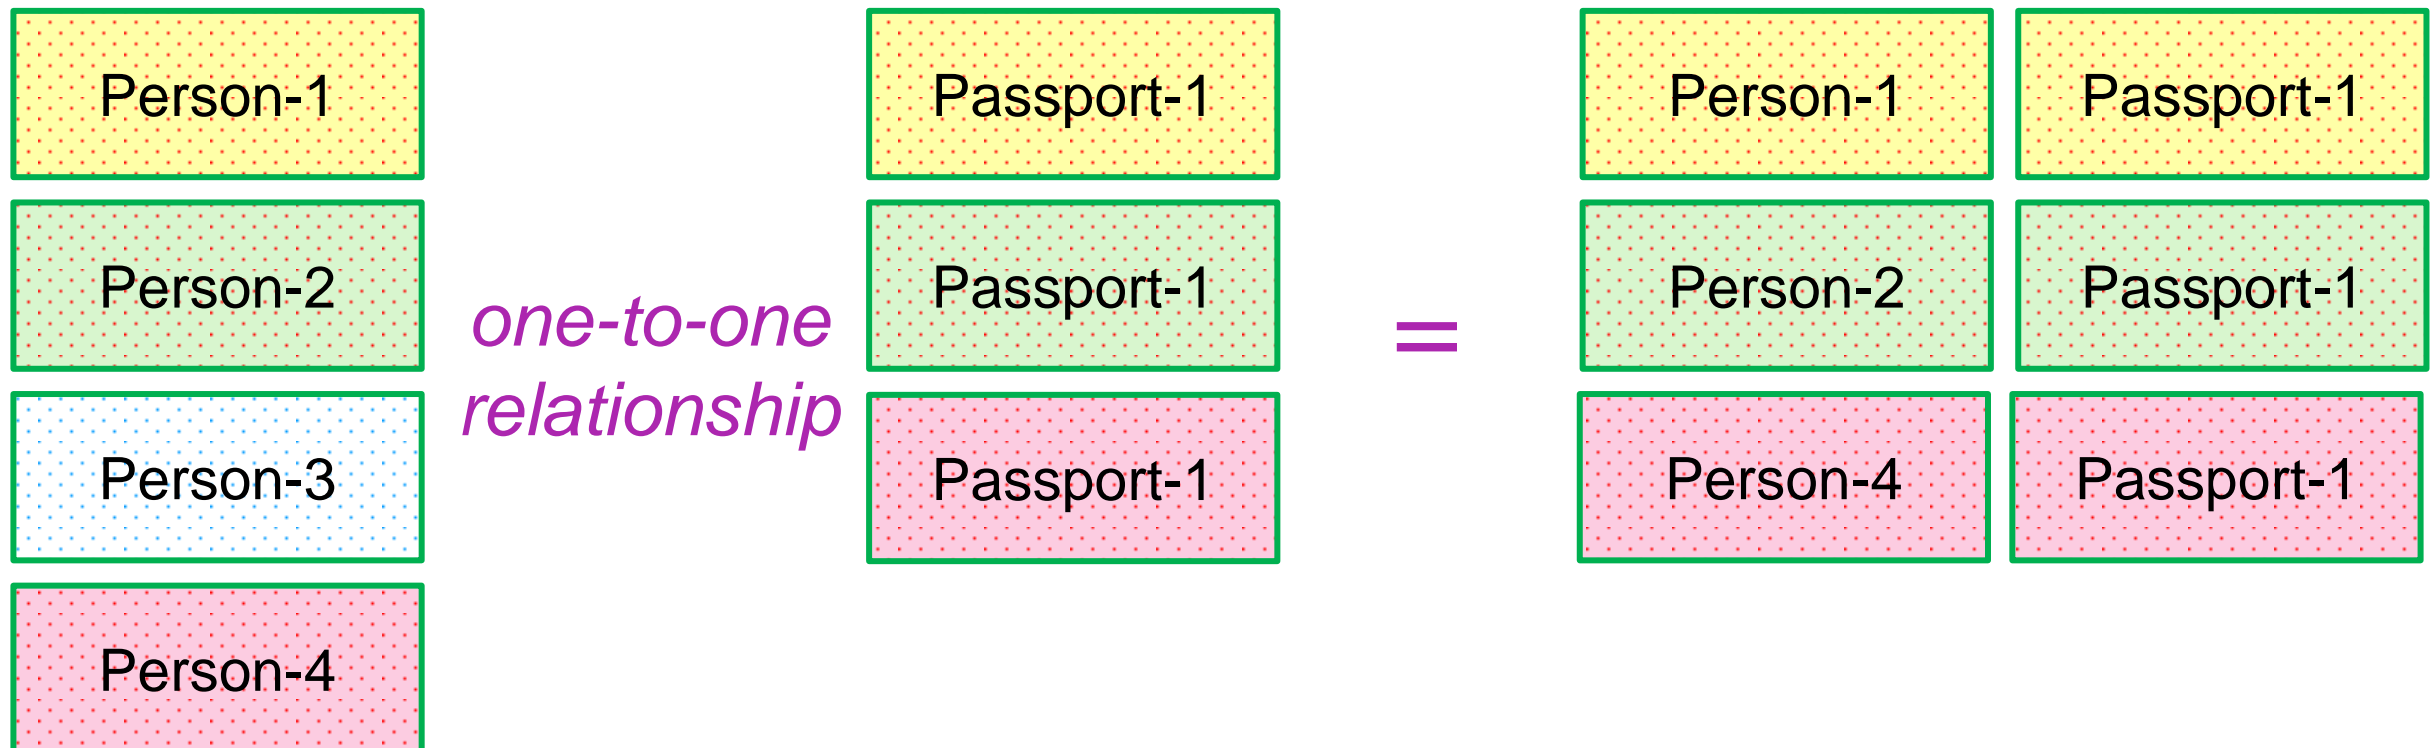 Person-1
Person-2
Person-3
Person-4
one-to-one
relationship
Passport-1
Passport-1
Passport-1
=
Person-1
Passport-1
Person-2
Passport-1
Person-4
Passport-1